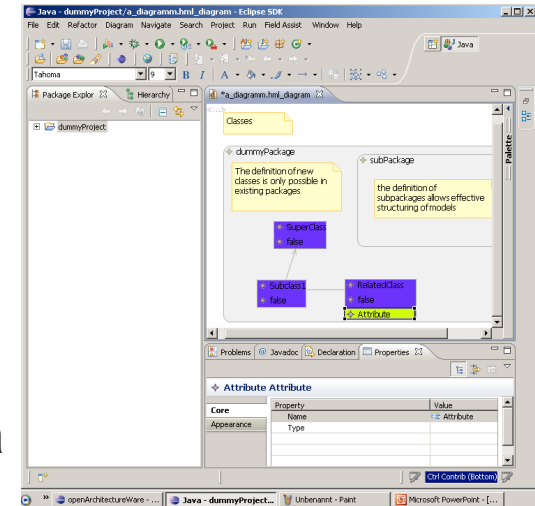 Java - dummyProject/a_diagramm.hml_diagram - Eclipse SDK
File Edit Refactor Diagram Navigate Search Project Run Field Assist Window Help
Java
Tahoma 9 B I A
Package Explor Hierarchy
*a_diagramm.hml_diagram
dummyProject
<...>
Classes
Palette
dummyPackage
The definition of new
classes is only possible in
existing packages
subPackage
the definition of
subpackages allows effective
structuring of models
SuperClass
false
Subclass1
false
RelatedClass
false
Attribute
Problems @ Javadoc Declaration Properties
Attribute Attribute
Core
Appearance
Property Value
Name Attribute
Type
Ctrl Contrib (Bottom)
» openArchitectureWare - ... Java - dummyProject... Unbenannt - Paint Microsoft PowerPoint - [...